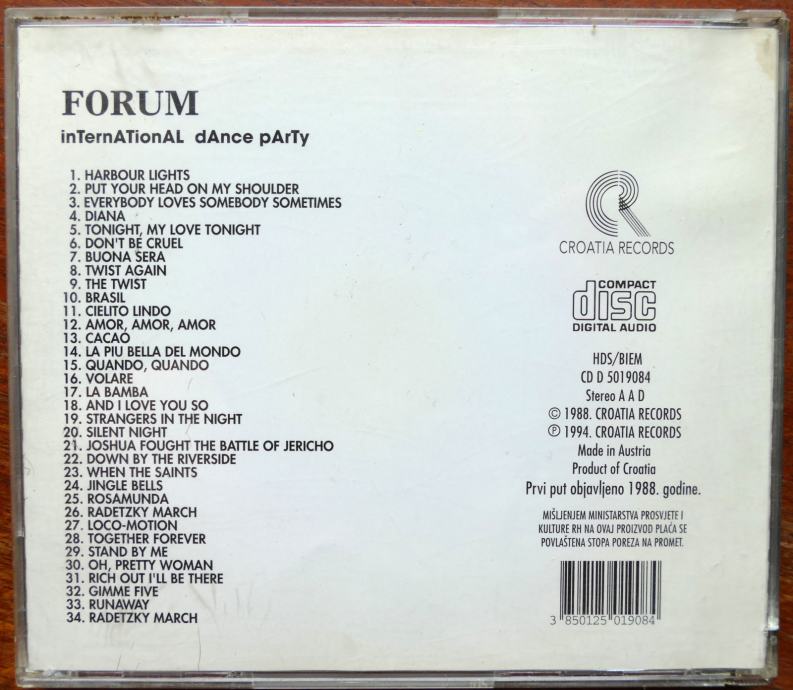 FORUM
inTernATionAL dAnce pArTy
1. HARBOUR LIGHTS
2. PUT YOUR HEAD ON MY SHOULDER
3. EVERYBODY LOVES SOMEBODY SOMETIMES
4. DIANA
5. TONIGHT, MY LOVE TONIGHT
6. DON'T BE CRUEL
7. BUONA SERA
8. TWIST AGAIN
9. THE TWIST
10. BRASIL
11. CIELITO LINDO
12. AMOR, AMOR, AMOR
13. CACAO
14. LA PIU BELLA DEL MONDO
15. QUANDO, QUANDO
16. VOLARE
17. LA BAMBA
18. AND I LOVE YOU SO
19. STRANGERS IN THE NIGHT
20. SILENT NIGHT
21. JOSHUA FOUGHT THE BATTLE OF JERICHO
22. DOWN BY THE RIVERSIDE
23. WHEN THE SAINTS
24. JINGLE BELLS
25. ROSAMUNDA
26. RADETZKY MARCH
27. LOCO-MOTION
28. TOGETHER FOREVER
29. STAND BY ME
30. OH, PRETTY WOMAN
31. RICH OUT I'LL BE THERE
32. GIMME FIVE
33. RUNAWAY
34. RADETZKY MARCH
CROATIA RECORDS
COMPACT
disc
DIGITAL AUDIO
HDS/BIEM
CD D 5019084
Stereo A A D
© 1988. CROATIA RECORDS
℗ 1994. CROATIA RECORDS
Made in Austria
Product of Croatia
Prvi put objavljeno 1988. godine.
MIŠLJENJEM MINISTARSTVA PROSVJETE I
KULTURE RH NA OVAJ PROIZVOD PLAĆA SE
POVLAŠTENA STOPA POREZA NA PROMET.
3 850125 019084